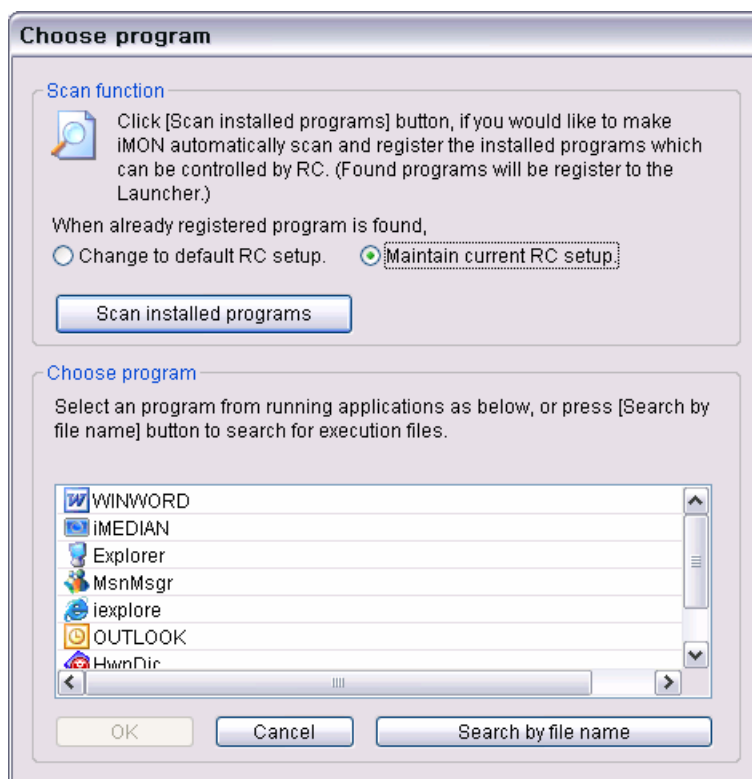 Choose program
Scan function
Click [Scan installed programs] button, if you would like to make
iMON automatically scan and register the installed programs which
can be controlled by RC. (Found programs will be register to the
Launcher.)
When already registered program is found,
Change to default RC setup. Maintain current RC setup.
Scan installed programs
Choose program
Select an program from running applications as below, or press [Search by
file name] button to search for execution files.
WINWORD
iMEDIAN
Explorer
MsnMsgr
iexplore
OUTLOOK
HwnDic
OK Cancel Search by file name